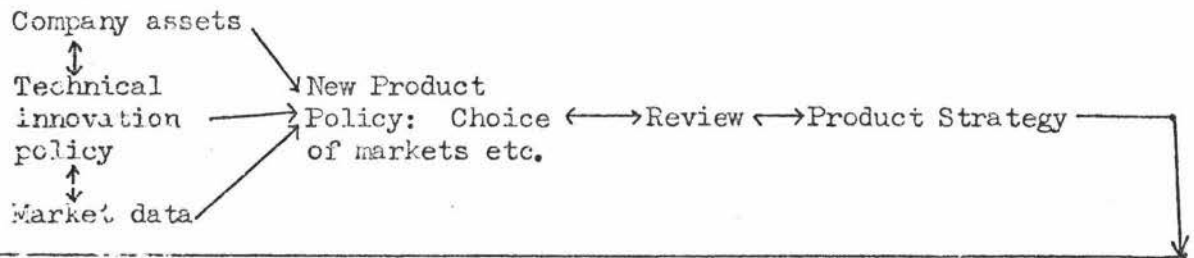 Company assets
Technical
innovation
policy
Market data
New Product
Policy: Choice
of markets etc.
Review
Product Strategy